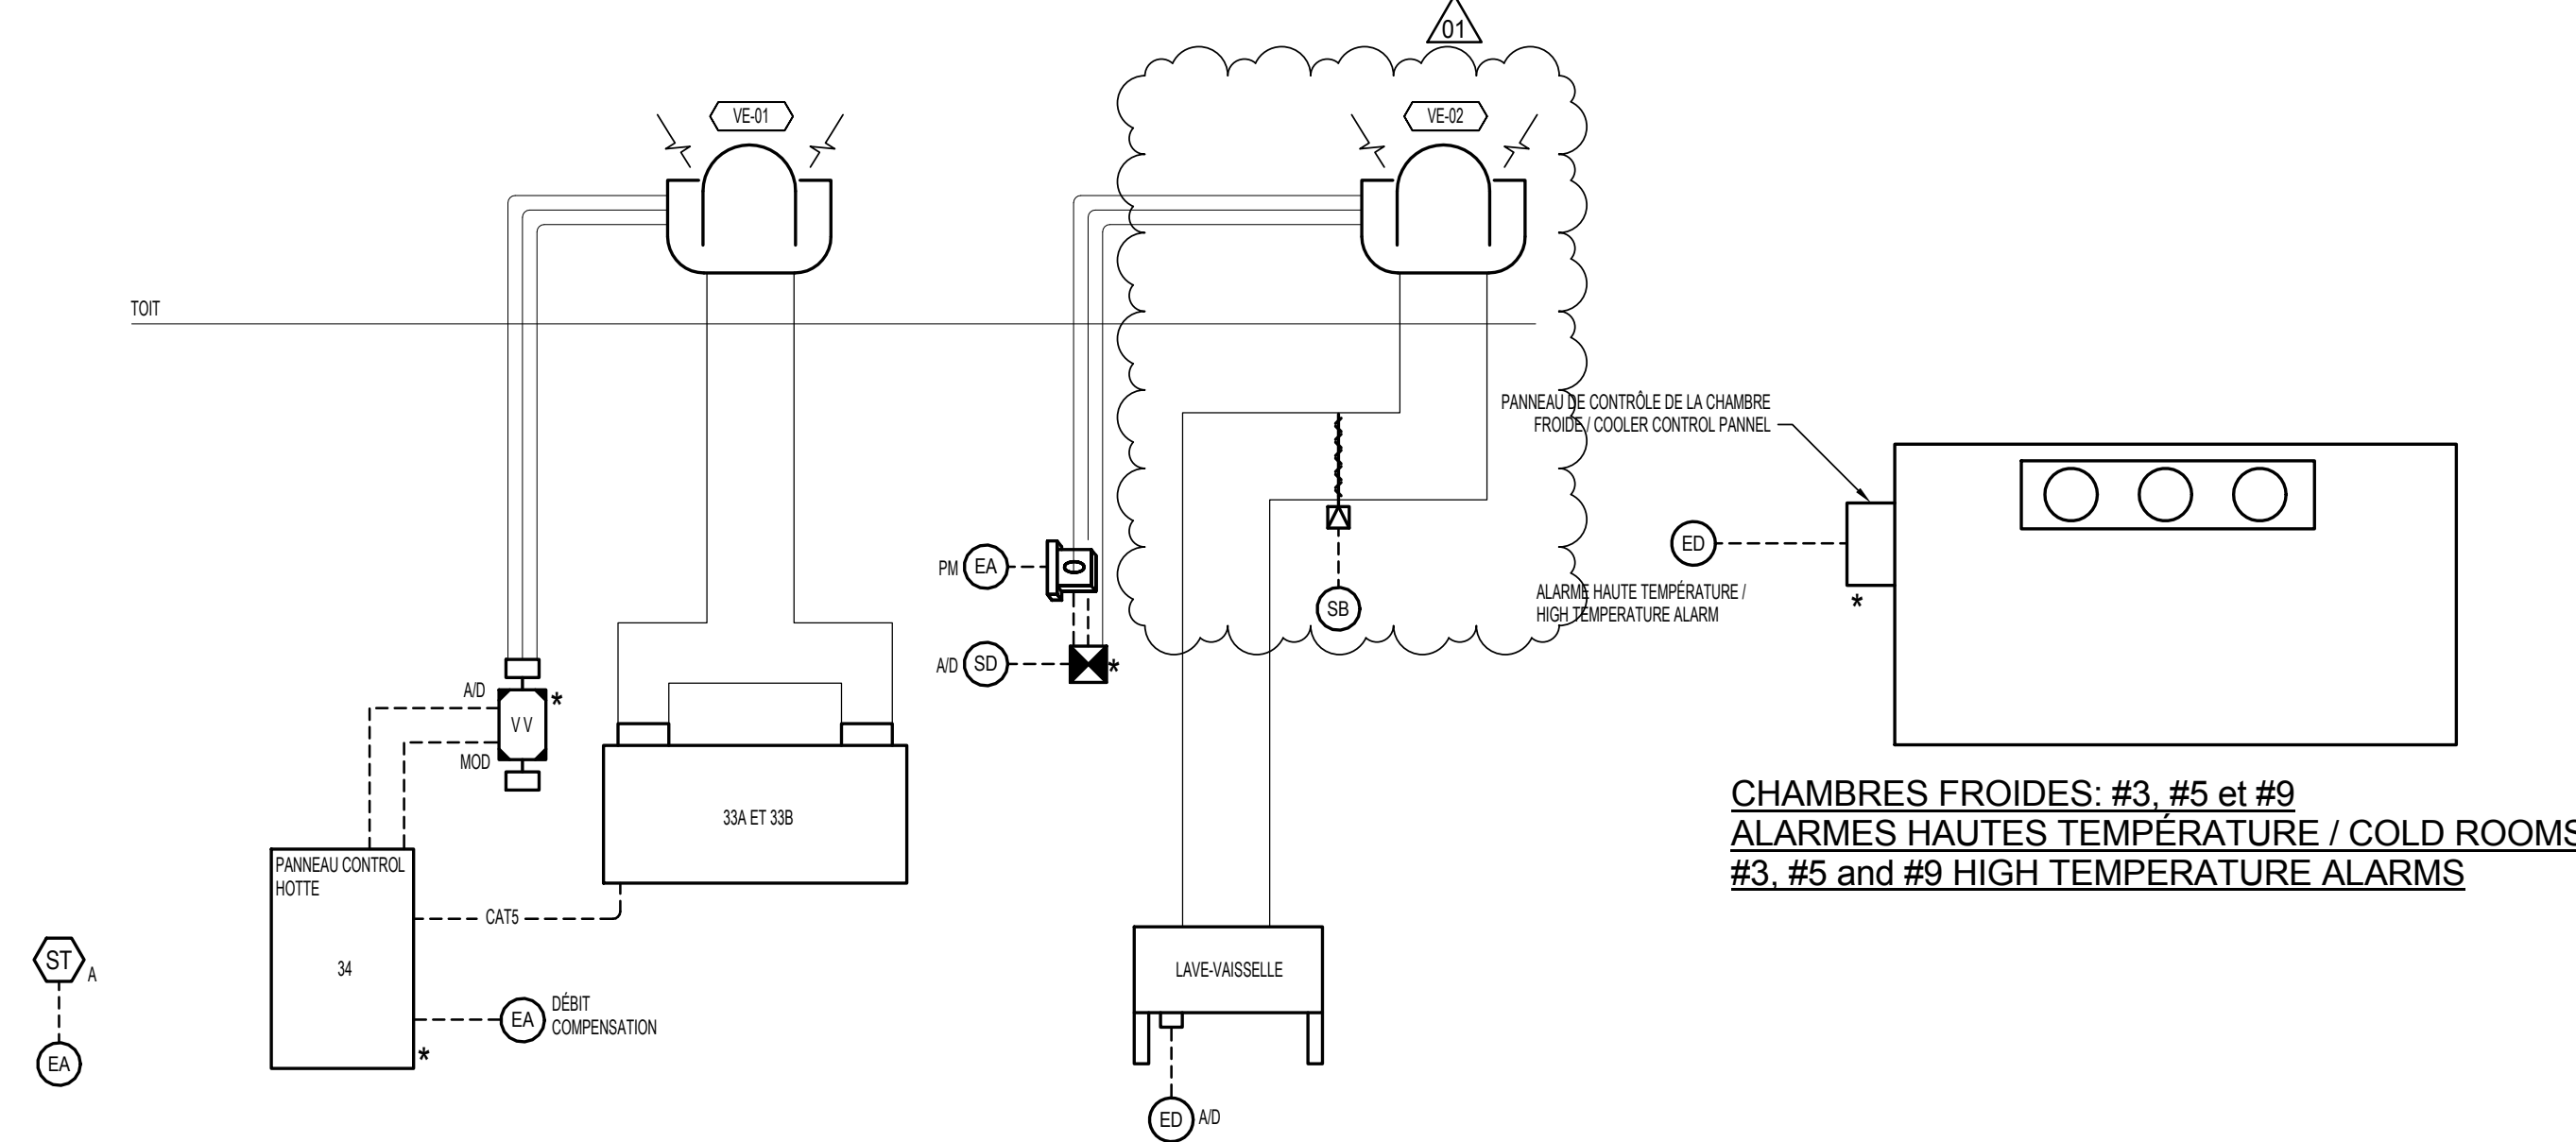 01
VE-01
VE-02
TOIT
PANNEAU DE CONTRÔLE DE LA CHAMBRE
FROIDE / COOLER CONTROL PANNEL
ED
PM
EA
ALARME HAUTE TEMPÉRATURE /
HIGH TEMPERATURE ALARM
*
SB
A/D
SD
*
A/D
*
V V
MOD
33A ET 33B
CHAMBRES FROIDES: #3, #5 et #9
ALARMES HAUTES TEMPÉRATURE / COLD ROOMS
#3, #5 and #9 HIGH TEMPERATURE ALARMS
PANNEAU CONTROL
HOTTE
CAT5
34
ST
A
LAVE-VAISSELLE
EA
DÉBIT
COMPENSATION
*
EA
ED
A/D